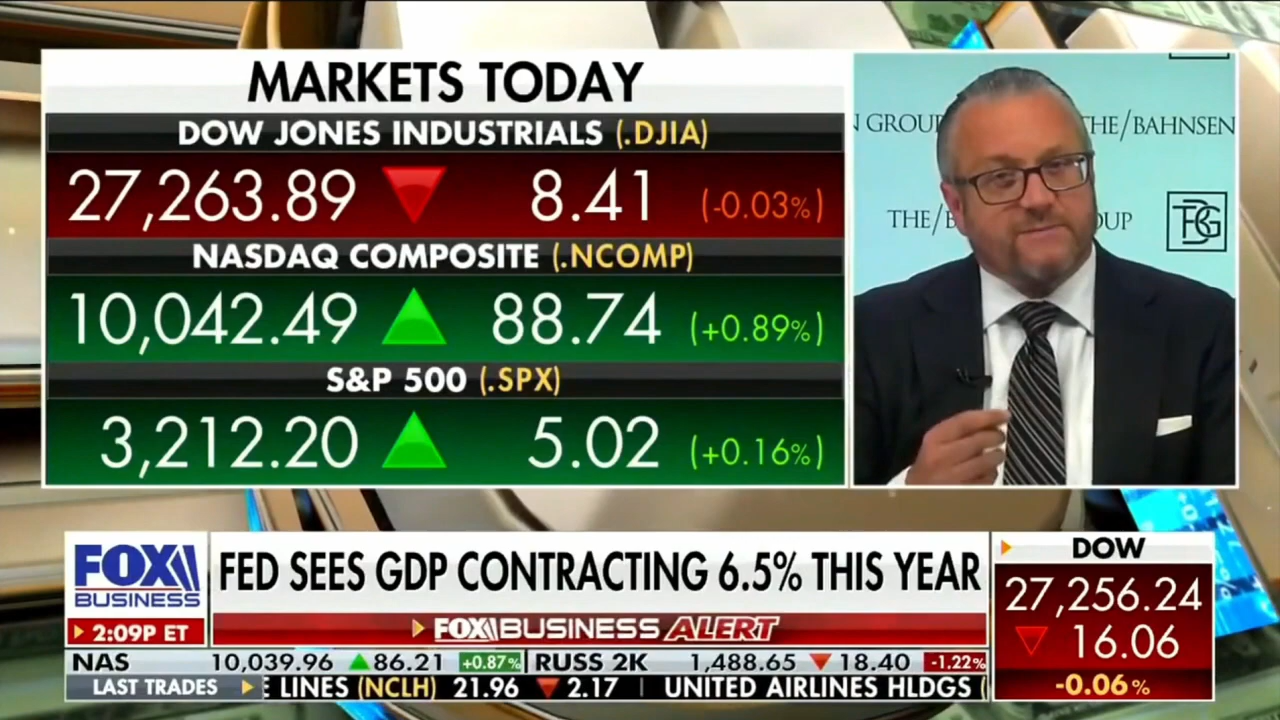 MARKETS TODAY
DOW JONES INDUSTRIALS (.DJIA)
27,263.89 8.41 (-0.03%)
NASDAQ COMPOSITE (.NCOMP)
10,042.49 88.74 (+0.89%)
S&P 500 (.SPX)
3,212.20 5.02 (+0.16%)
N GROUP THE/BAHNSEN
THE/B OUP TBG
FOX
BUSINESS
2:09P ET
FED SEES GDP CONTRACTING 6.5% THIS YEAR
FOX BUSINESS ALERT
DOW
27,256.24
16.06
-0.06%
NAS 10,039.96 86.21 +0.87% RUSS 2K 1,488.65 18.40 -1.22%
LAST TRADES E LINES (NCLH) 21.96 2.17 UNITED AIRLINES HLDGS (